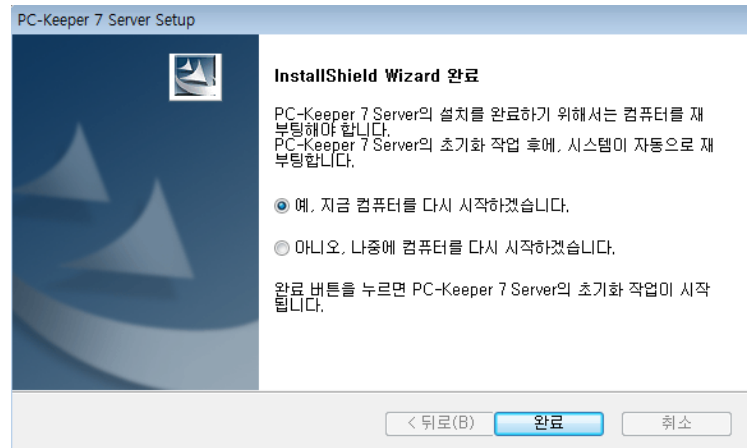 PC-Keeper 7 Server Setup
InstallShield Wizard 완료
PC-Keeper 7 Server의 설치를 완료하기 위해서는 컴퓨터를 재
부팅해야 합니다.
PC-Keeper 7 Server의 초기화 작업 후에, 시스템이 자동으로 재
부팅합니다.
예, 지금 컴퓨터를 다시 시작하겠습니다.
아니오, 나중에 컴퓨터를 다시 시작하겠습니다.
완료 버튼을 누르면 PC-Keeper 7 Server의 초기화 작업이 시작
됩니다.
< 뒤로(B) 완료 취소